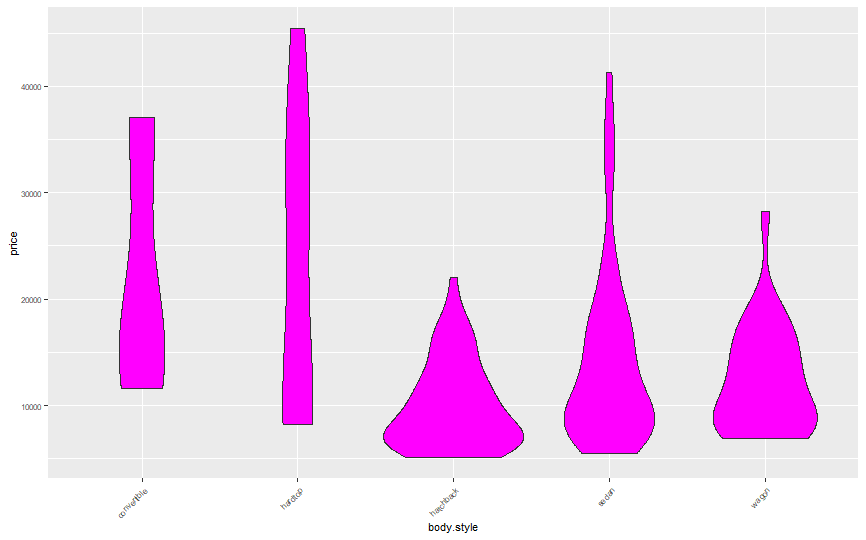 40000
30000
20000
10000
price
convertible
hardtop
hatchback
sedan
wagon
body.style